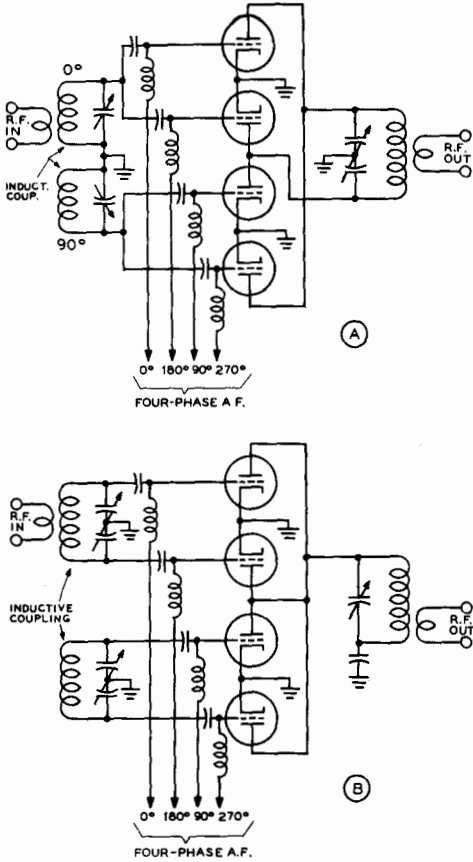 0°
R.F.
IN
INDUCT.
COUP.
90°
R.F.
OUT
A
0° 180° 90° 270°
FOUR-PHASE A F.
R.F.
IN
INDUCTIVE
COUPLING
R.F.
OUT
B
0° 180° 90° 270°
FOUR-PHASE A.F.